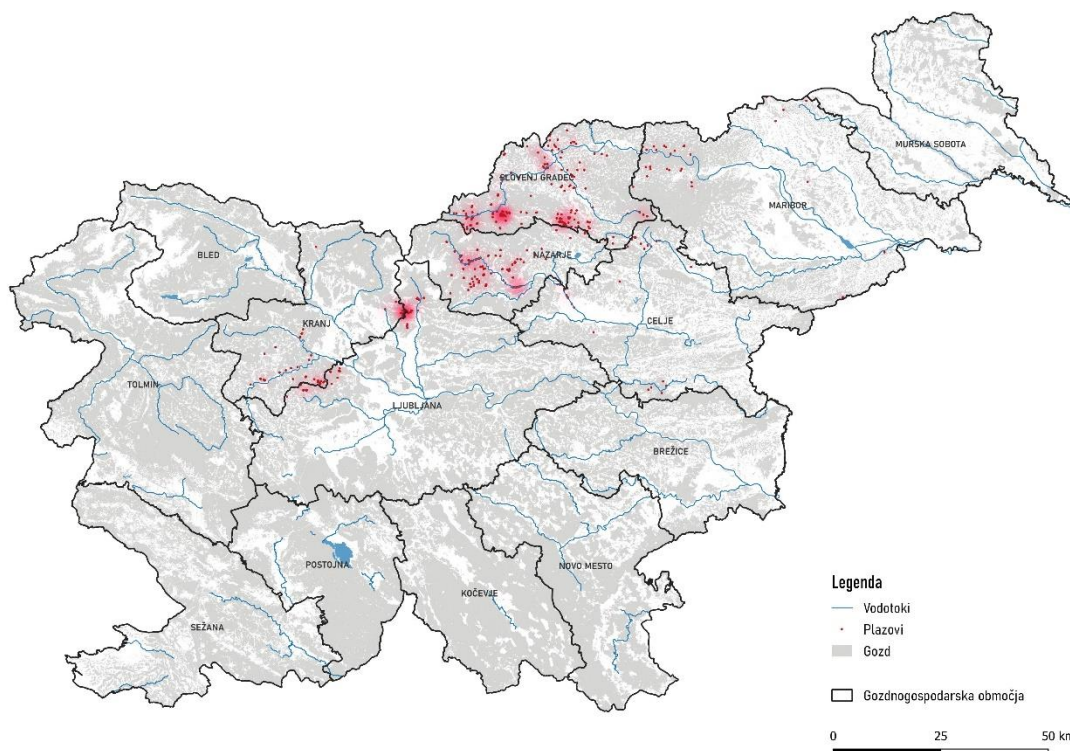 MURSKA SOBOTA
SLOVENJ GRADEC
MARIBOR
BLED
NAZARJE
KRANJ
CELJE
TOLMIN
LJUBLJANA
BREŽICE
POSTOJNA
KOČEVJE
NOVO MESTO
SEŽANA
Legenda
Vodotoki
Plazovi
Gozd
Gozdnogospodarska območja
0 25 50 km